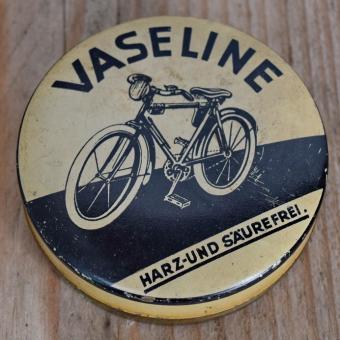 VASELINE
HARZ-UND SÄUREFREI.